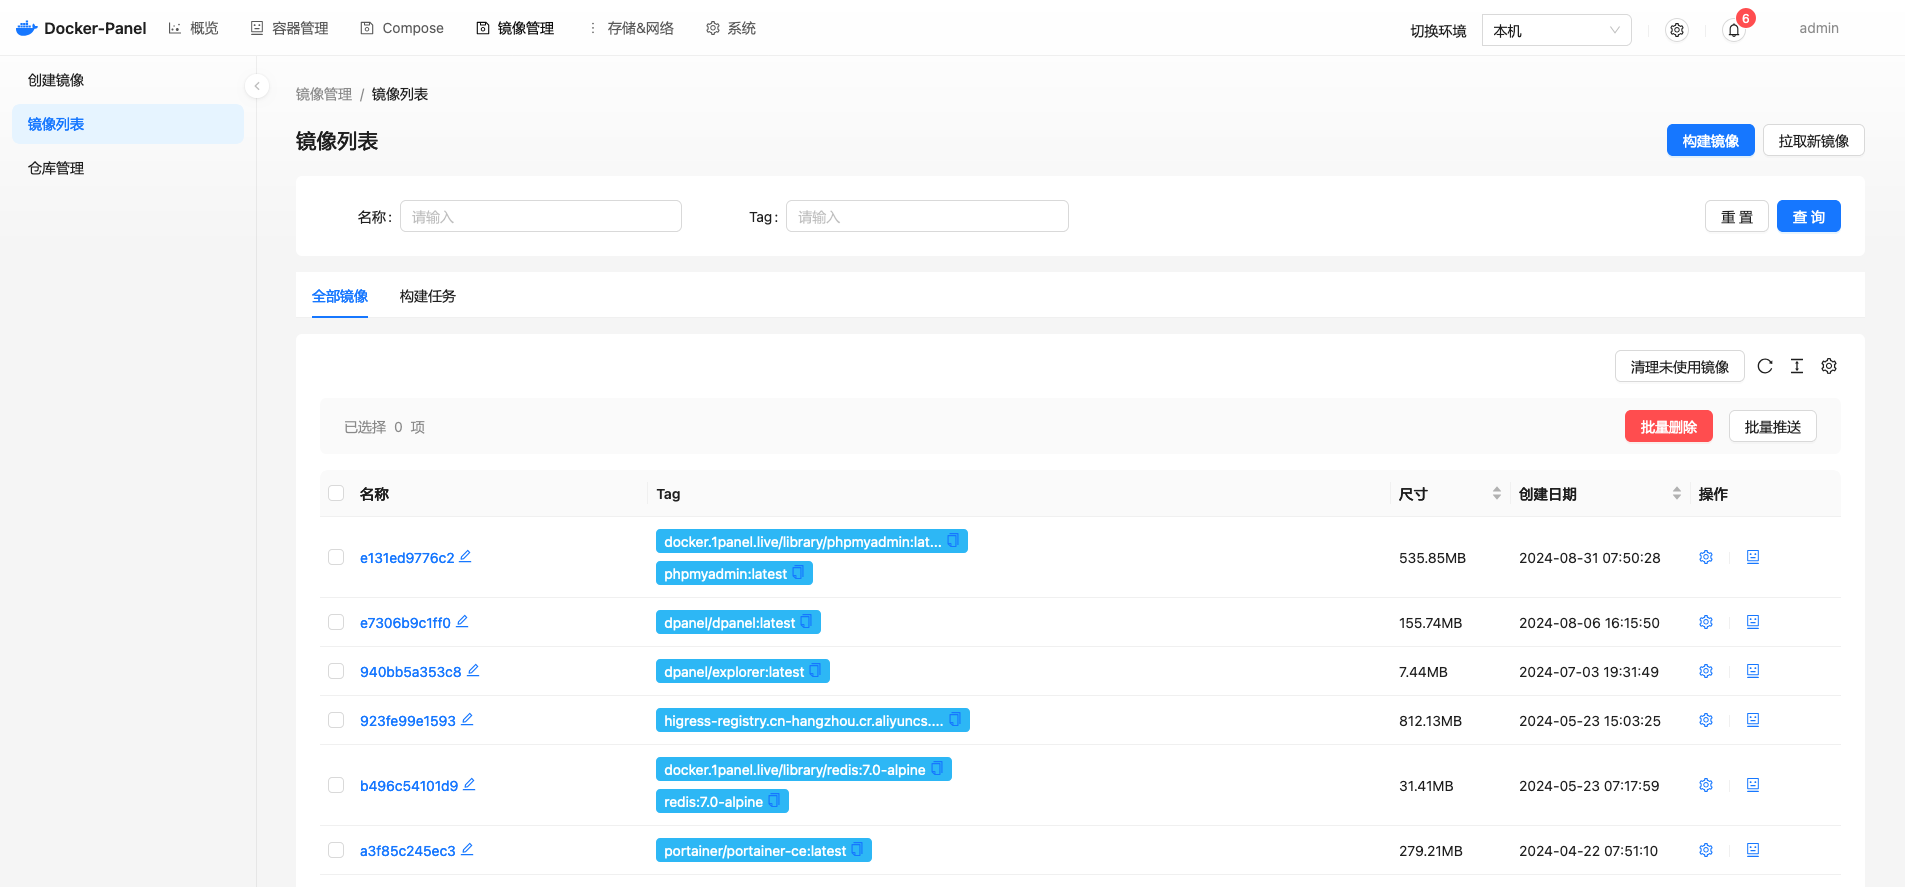 Docker-Panel 概览 容器管理 Compose 镜像管理 存储&网络 系统 切换环境 本机 6 admin
创建镜像
镜像列表
仓库管理
镜像管理 / 镜像列表
镜像列表
构建镜像 拉取新镜像
名称: 请输入 Tag: 请输入 重 置 查 询
全部镜像 构建任务
清理未使用镜像
已选择 0 项 批量删除 批量推送
名称 Tag 尺寸 创建日期 操作
docker.1panel.live/library/phpmyadmin:lat...
e131ed9776c2 535.85MB 2024-08-31 07:50:28
phpmyadmin:latest
e7306b9c1ff0 dpanel/dpanel:latest 155.74MB 2024-08-06 16:15:50
940bb5a353c8 dpanel/explorer:latest 7.44MB 2024-07-03 19:31:49
923fe99e1593 higress-registry.cn-hangzhou.cr.aliyuncs.... 812.13MB 2024-05-23 15:03:25
docker.1panel.live/library/redis:7.0-alpine
b496c54101d9 31.41MB 2024-05-23 07:17:59
redis:7.0-alpine
a3f85c245ec3 portainer/portainer-ce:latest 279.21MB 2024-04-22 07:51:10